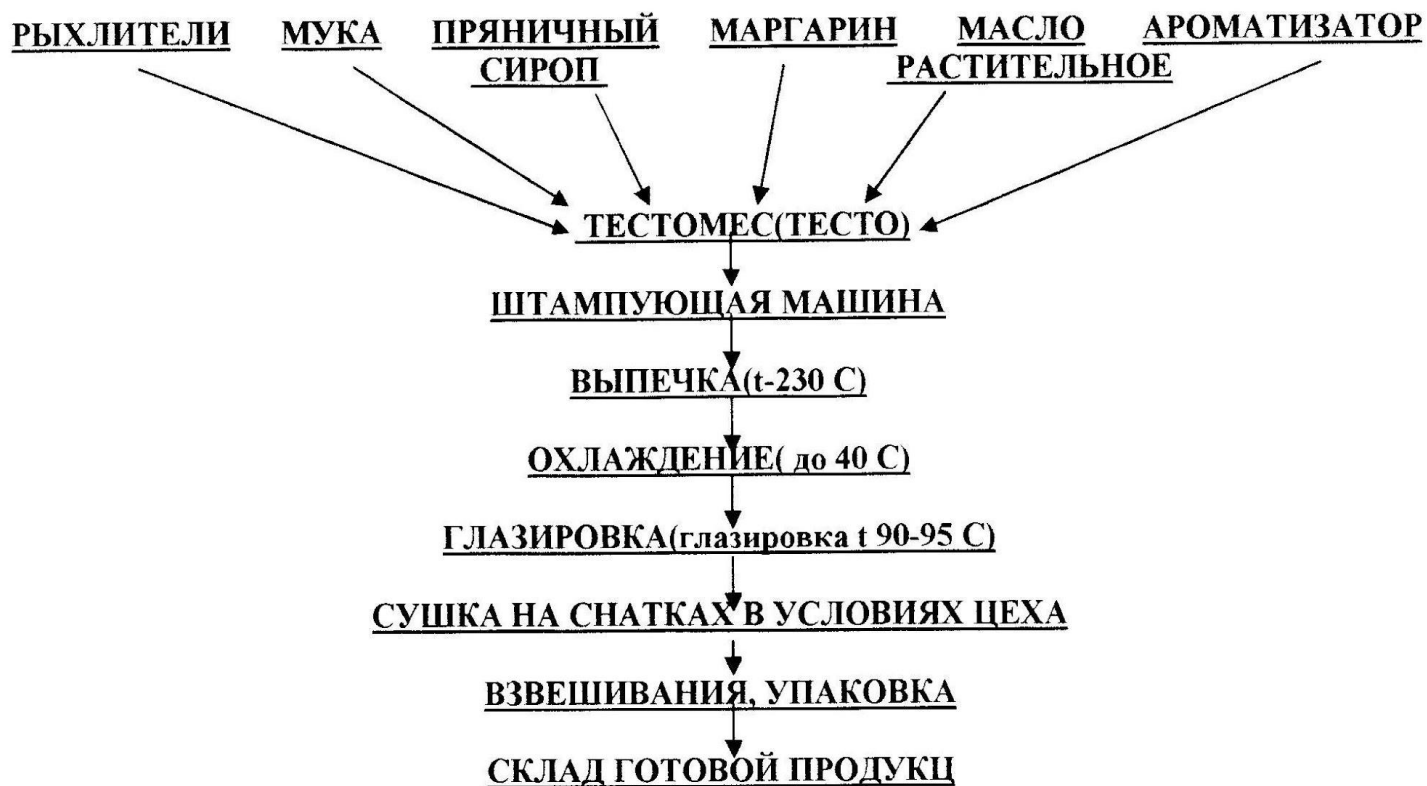 РЫХЛИТЕЛИ МУКА ПРЯНИЧНЫЙ МАРГАРИН МАСЛО АРОМАТИЗАТОР
СИРОП РАСТИТЕЛЬНОЕ
ТЕСТОМЕС(ТЕСТО)
ШТАМПУЮЩАЯ МАШИНА
ВЫПЕЧКА(t-230 С)
ОХЛАЖДЕНИЕ( до 40 С)
ГЛАЗИРОВКА(глазировка t 90-95 С)
СУШКА НА СНАТКАХ В УСЛОВИЯХ ЦЕХА
ВЗВЕШИВАНИЯ, УПАКОВКА
СКЛАД ГОТОВОЙ ПРОДУКЦ